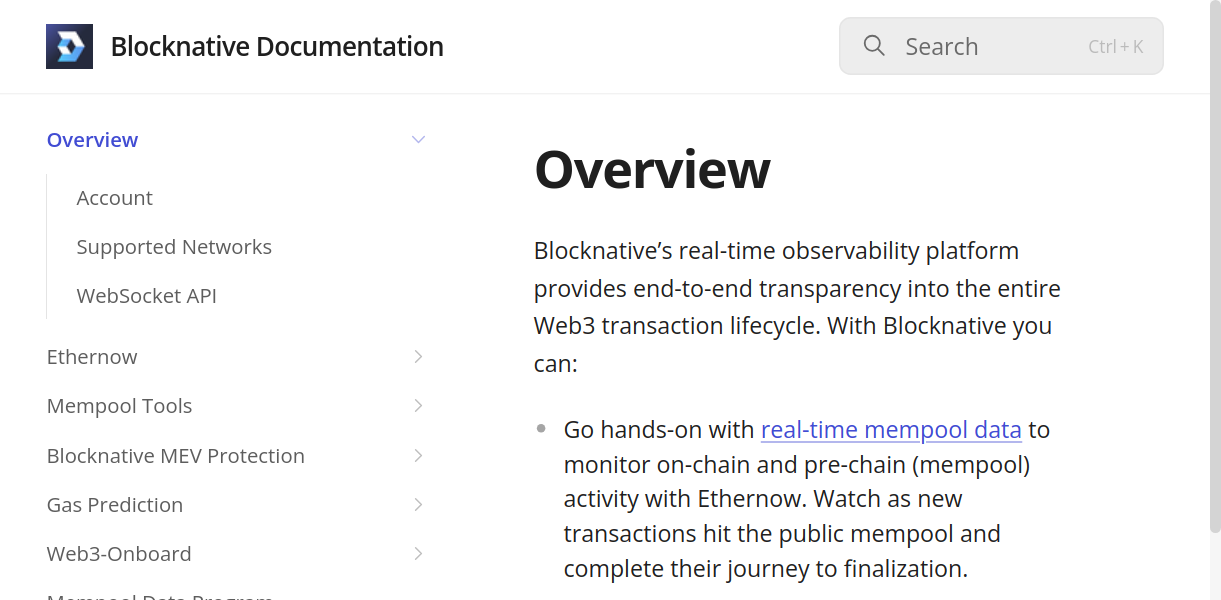 Blocknative Documentation
Search
Ctrl + K
Overview
Account
Supported Networks
WebSocket API
Ethernow
Mempool Tools
Blocknative MEV Protection
Gas Prediction
Web3-Onboard
Mempool Data Program
Overview
Blocknative’s real-time observability platform
provides end-to-end transparency into the entire
Web3 transaction lifecycle. With Blocknative you
can:
Go hands-on with real-time mempool data to
monitor on-chain and pre-chain (mempool)
activity with Ethernow. Watch as new
transactions hit the public mempool and
complete their journey to finalization.